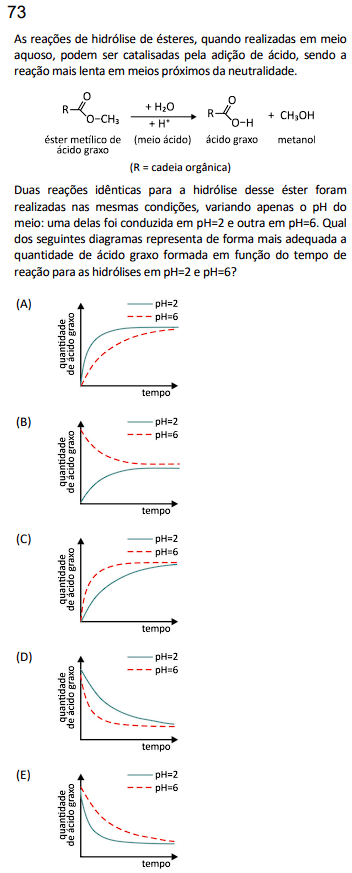 73
As reações de hidrólise de ésteres, quando realizadas em meio
aquoso, podem ser catalisadas pela adição de ácido, sendo a
reação mais lenta em meios próximos da neutralidade.
R O O–CH₃ + H₂O + H⁺ R O O–H + CH₃OH
éster metílico de (meio ácido) ácido graxo metanol
ácido graxo
(R = cadeia orgânica)
Duas reações idênticas para a hidrólise desse éster foram
realizadas nas mesmas condições, variando apenas o pH do
meio: uma delas foi conduzida em pH=2 e outra em pH=6. Qual
dos seguintes diagramas representa de forma mais adequada a
quantidade de ácido graxo formada em função do tempo de
reação para as hidrólises em pH=2 e pH=6?
(A)
quantidade
de ácido graxo
pH=2
pH=6
tempo
(B)
quantidade
de ácido graxo
pH=2
pH=6
tempo
(C)
quantidade
de ácido graxo
pH=2
pH=6
tempo
(D)
quantidade
de ácido graxo
pH=2
pH=6
tempo
(E)
quantidade
de ácido graxo
pH=2
pH=6
tempo